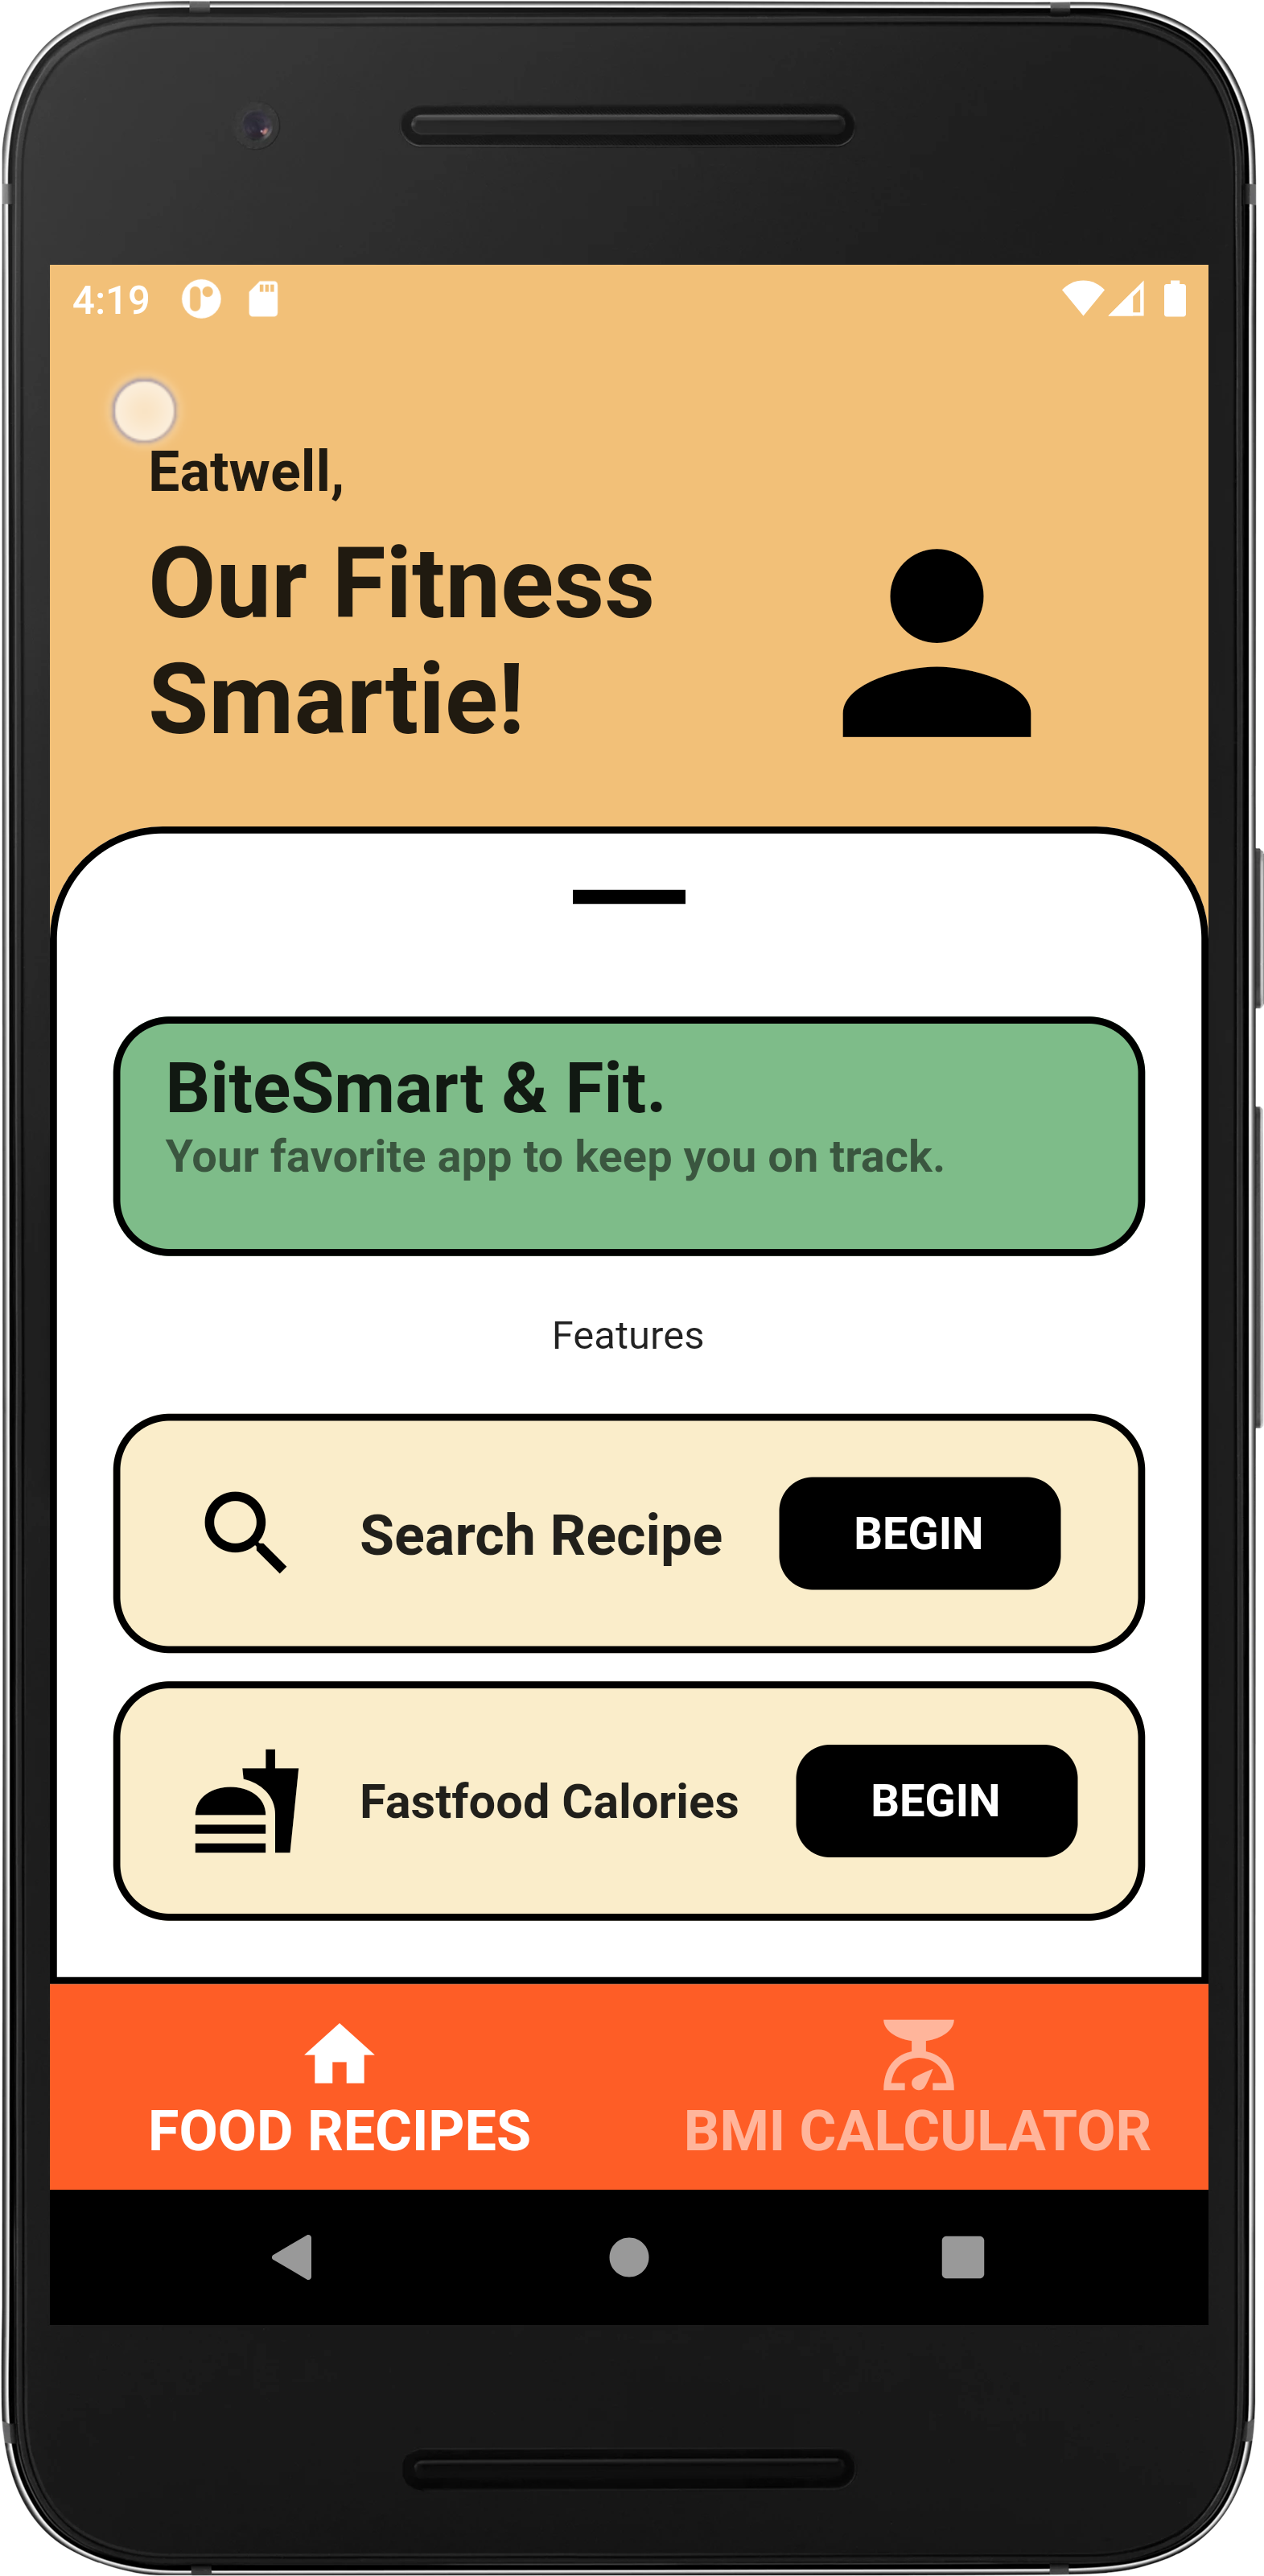 4:19
Eatwell,
Our Fitness
Smartie!
BiteSmart & Fit.
Your favorite app to keep you on track.
Features
Search Recipe
BEGIN
Fastfood Calories
BEGIN
FOOD RECIPES
BMI CALCULATOR